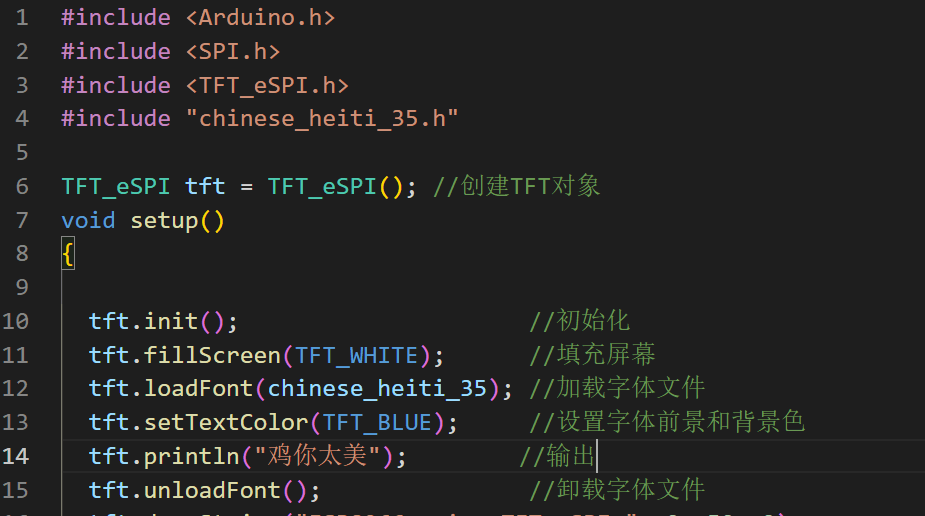 1 #include <Arduino.h>
2 #include <SPI.h>
3 #include <TFT_eSPI.h>
4 #include "chinese_heiti_35.h"
5
6 TFT_eSPI tft = TFT_eSPI(); //创建TFT对象
7 void setup()
8 {
9
10 tft.init(); //初始化
11 tft.fillScreen(TFT_WHITE); //填充屏幕
12 tft.loadFont(chinese_heiti_35); //加载字体文件
13 tft.setTextColor(TFT_BLUE); //设置字体前景和背景色
14 tft.println("鸡你太美"); //输出
15 tft.unloadFont(); //卸载字体文件